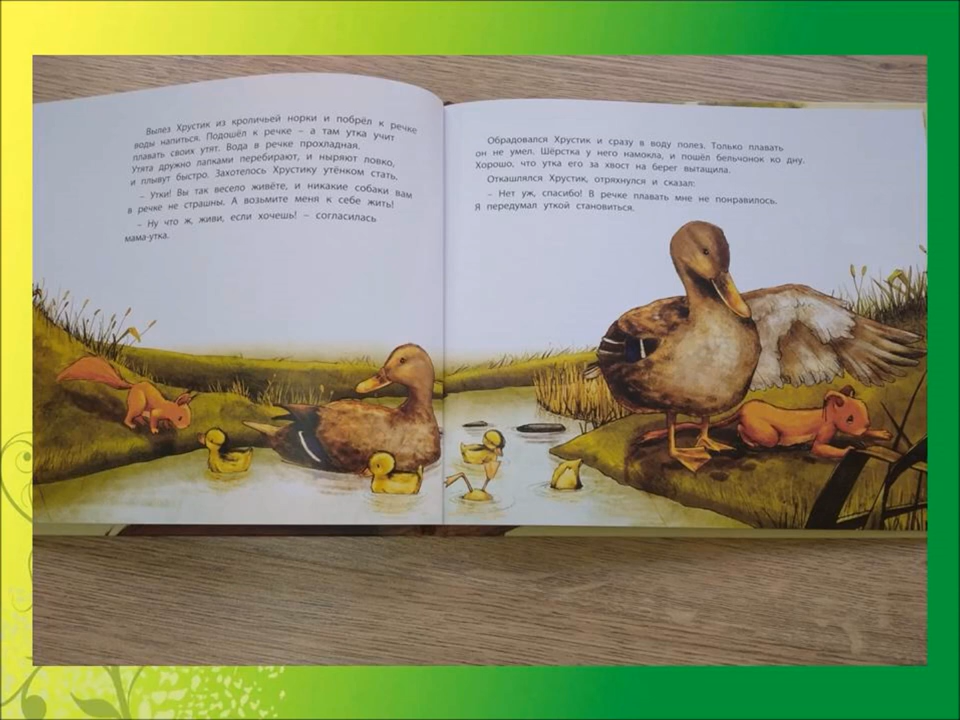 Вылез Хрустик из кроличьей норки и побрёл к речке
воды напиться. Подошёл к речке – а там утка учит
плавать своих утят. Вода в речке прохладная.
Утята дружно лапками перебирают, и ныряют ловко,
и плывут быстро. Захотелось Хрустику утёнком стать.
– Утки! Вы так весело живёте, и никакие собаки вам
в речке не страшны. А возьмите меня к себе жить!
– Ну что ж, живи, если хочешь! – согласилась
мама-утка.
Обрадовался Хрустик и сразу в воду полез. Только плавать
он не умел. Шёрстка у него намокла, и пошёл бельчонок ко дну.
Хорошо, что утка его за хвост на берег вытащила.
Откашлялся Хрустик, отряхнулся и сказал:
– Нет уж, спасибо! В речке плавать мне не понравилось.
Я передумал уткой становиться.